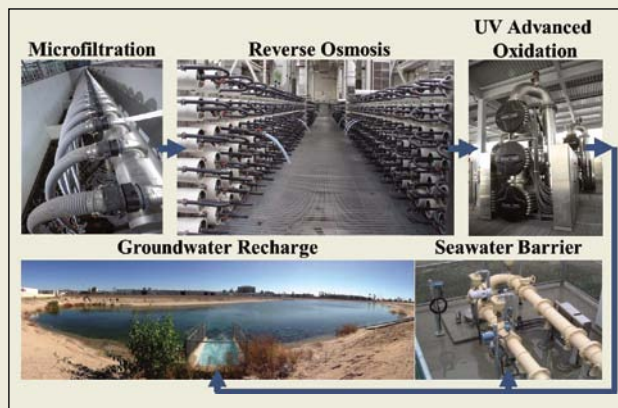 Microfiltration
Reverse Osmosis
UV Advanced
Oxidation
Groundwater Recharge
Seawater Barrier